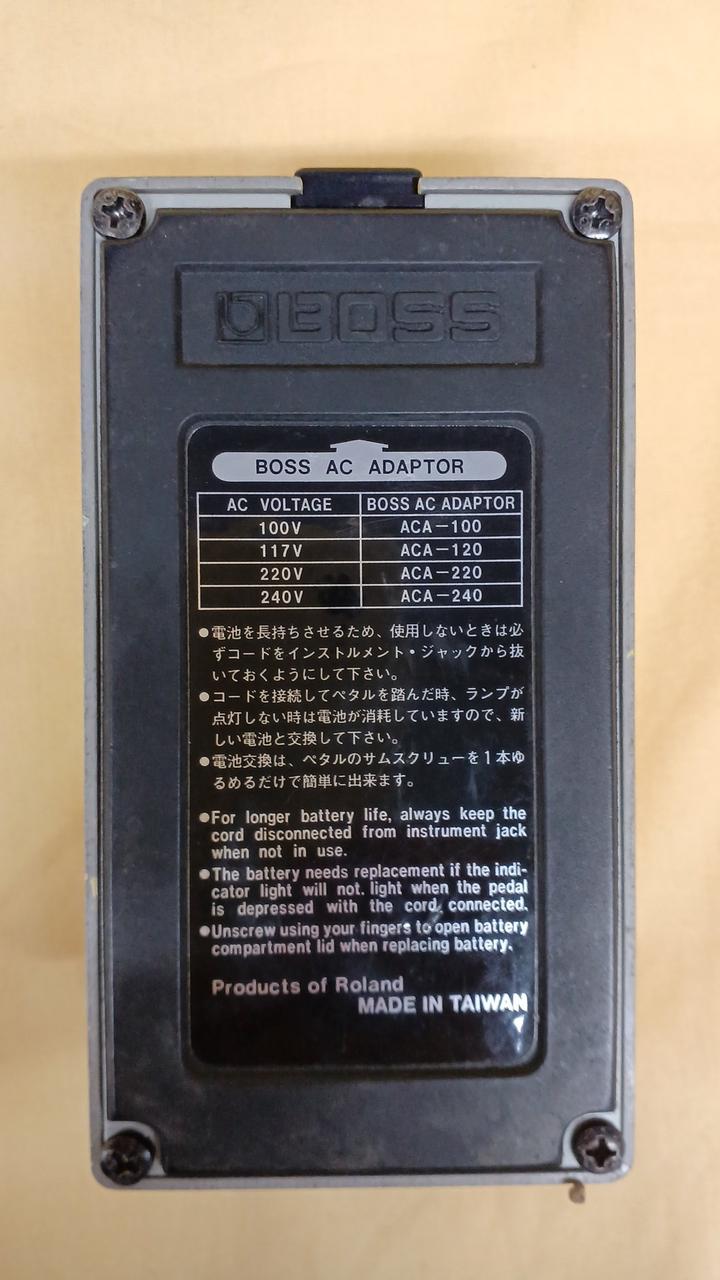 BOSS
BOSS AC ADAPTOR
AC VOLTAGE BOSS AC ADAPTOR
100V ACA-100
117V ACA-120
220V ACA-220
240V ACA-240
●電池を長持ちさせるため、使用しないときは必
ずコードをインストルメント・ジャックから抜
いておくようにして下さい。
●コードを接続してペタルを踏んだ時、ランプが
点灯しない時は電池が消耗していますので、新
しい電池と交換して下さい。
●電池交換は、ペタルのサムスクリューを1本ゆ
るめるだけで簡単に出来ます。
●For longer battery life, always keep the
cord disconnected from instrument jack
when not in use.
●The battery needs replacement if the indi-
cator light will not. light when the pedal
is depressed with the cord connected.
●Unscrew using your fingers to open battery
compartment lid when replacing battery.
Products of Roland
MADE IN TAIWAN